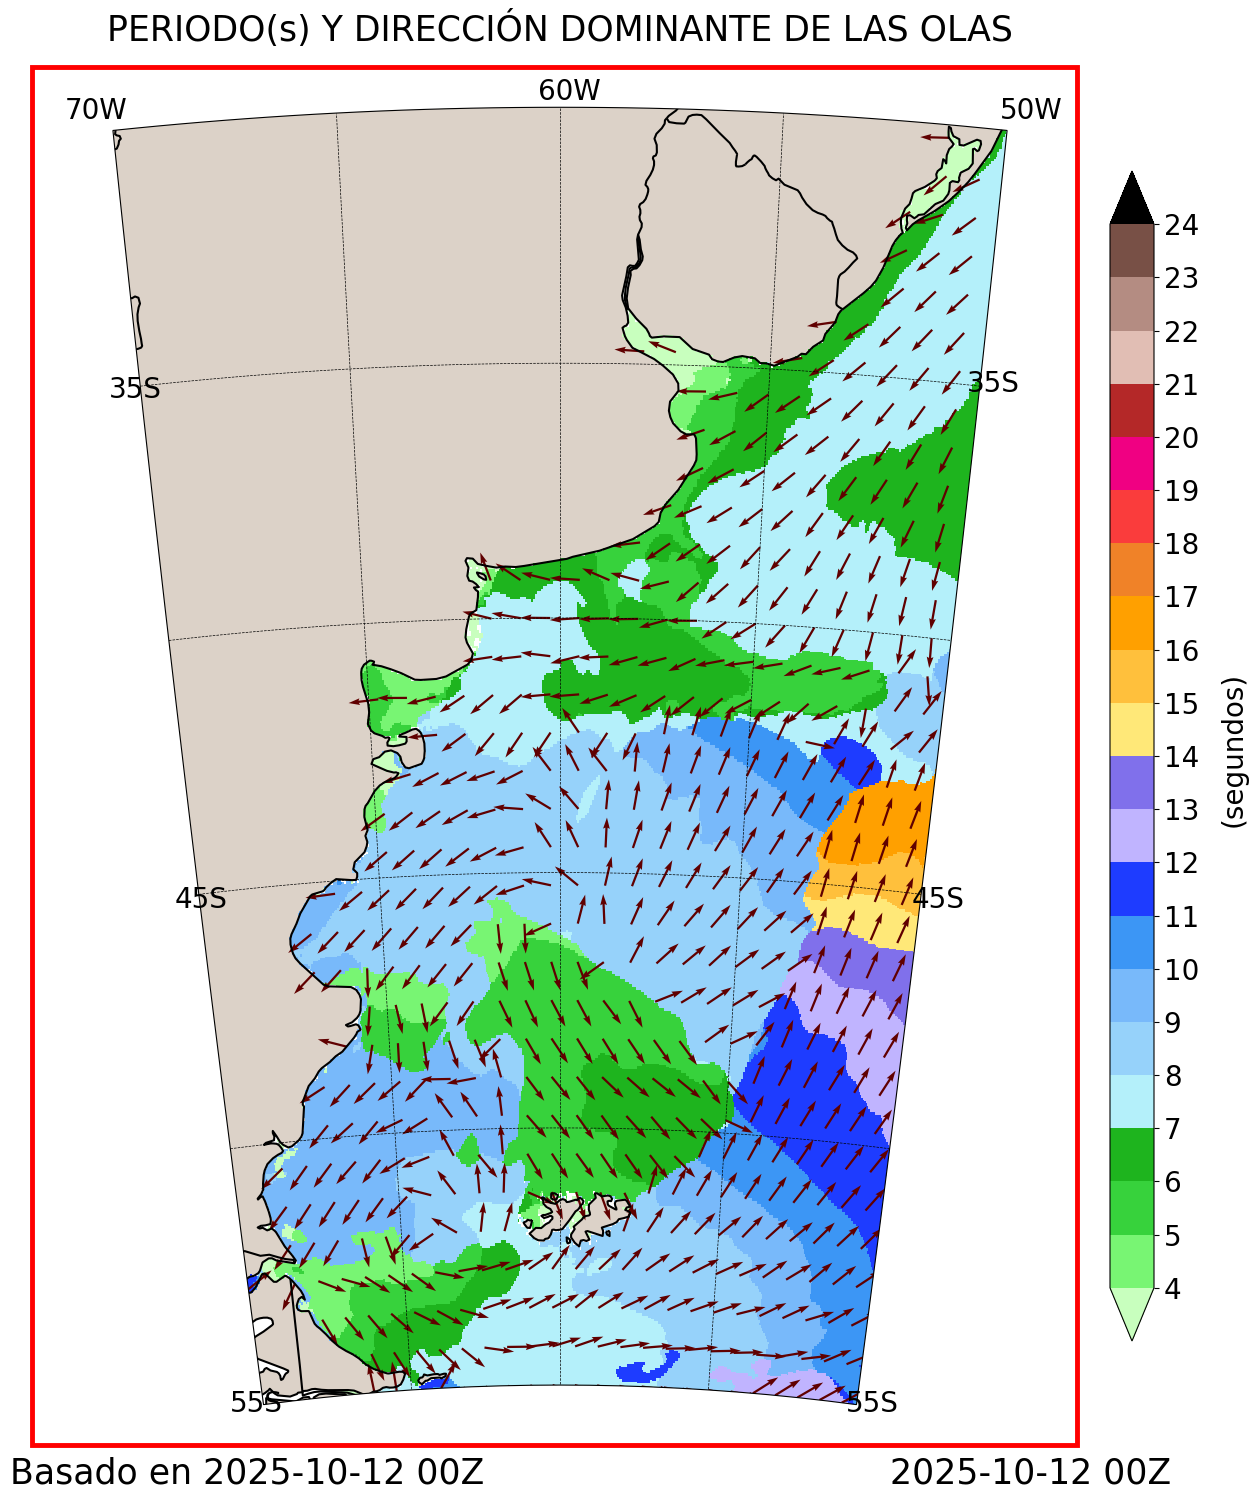 PERIODO(s) Y DIRECCIÓN DOMINANTE DE LAS OLAS
70W
60W
50W
35S
35S
45S
45S
55S
55S
24
23
22
21
20
19
18
17
16
15
14
13
12
11
10
9
8
7
6
5
4
(segundos)
Basado en 2025-10-12 00Z
2025-10-12 00Z